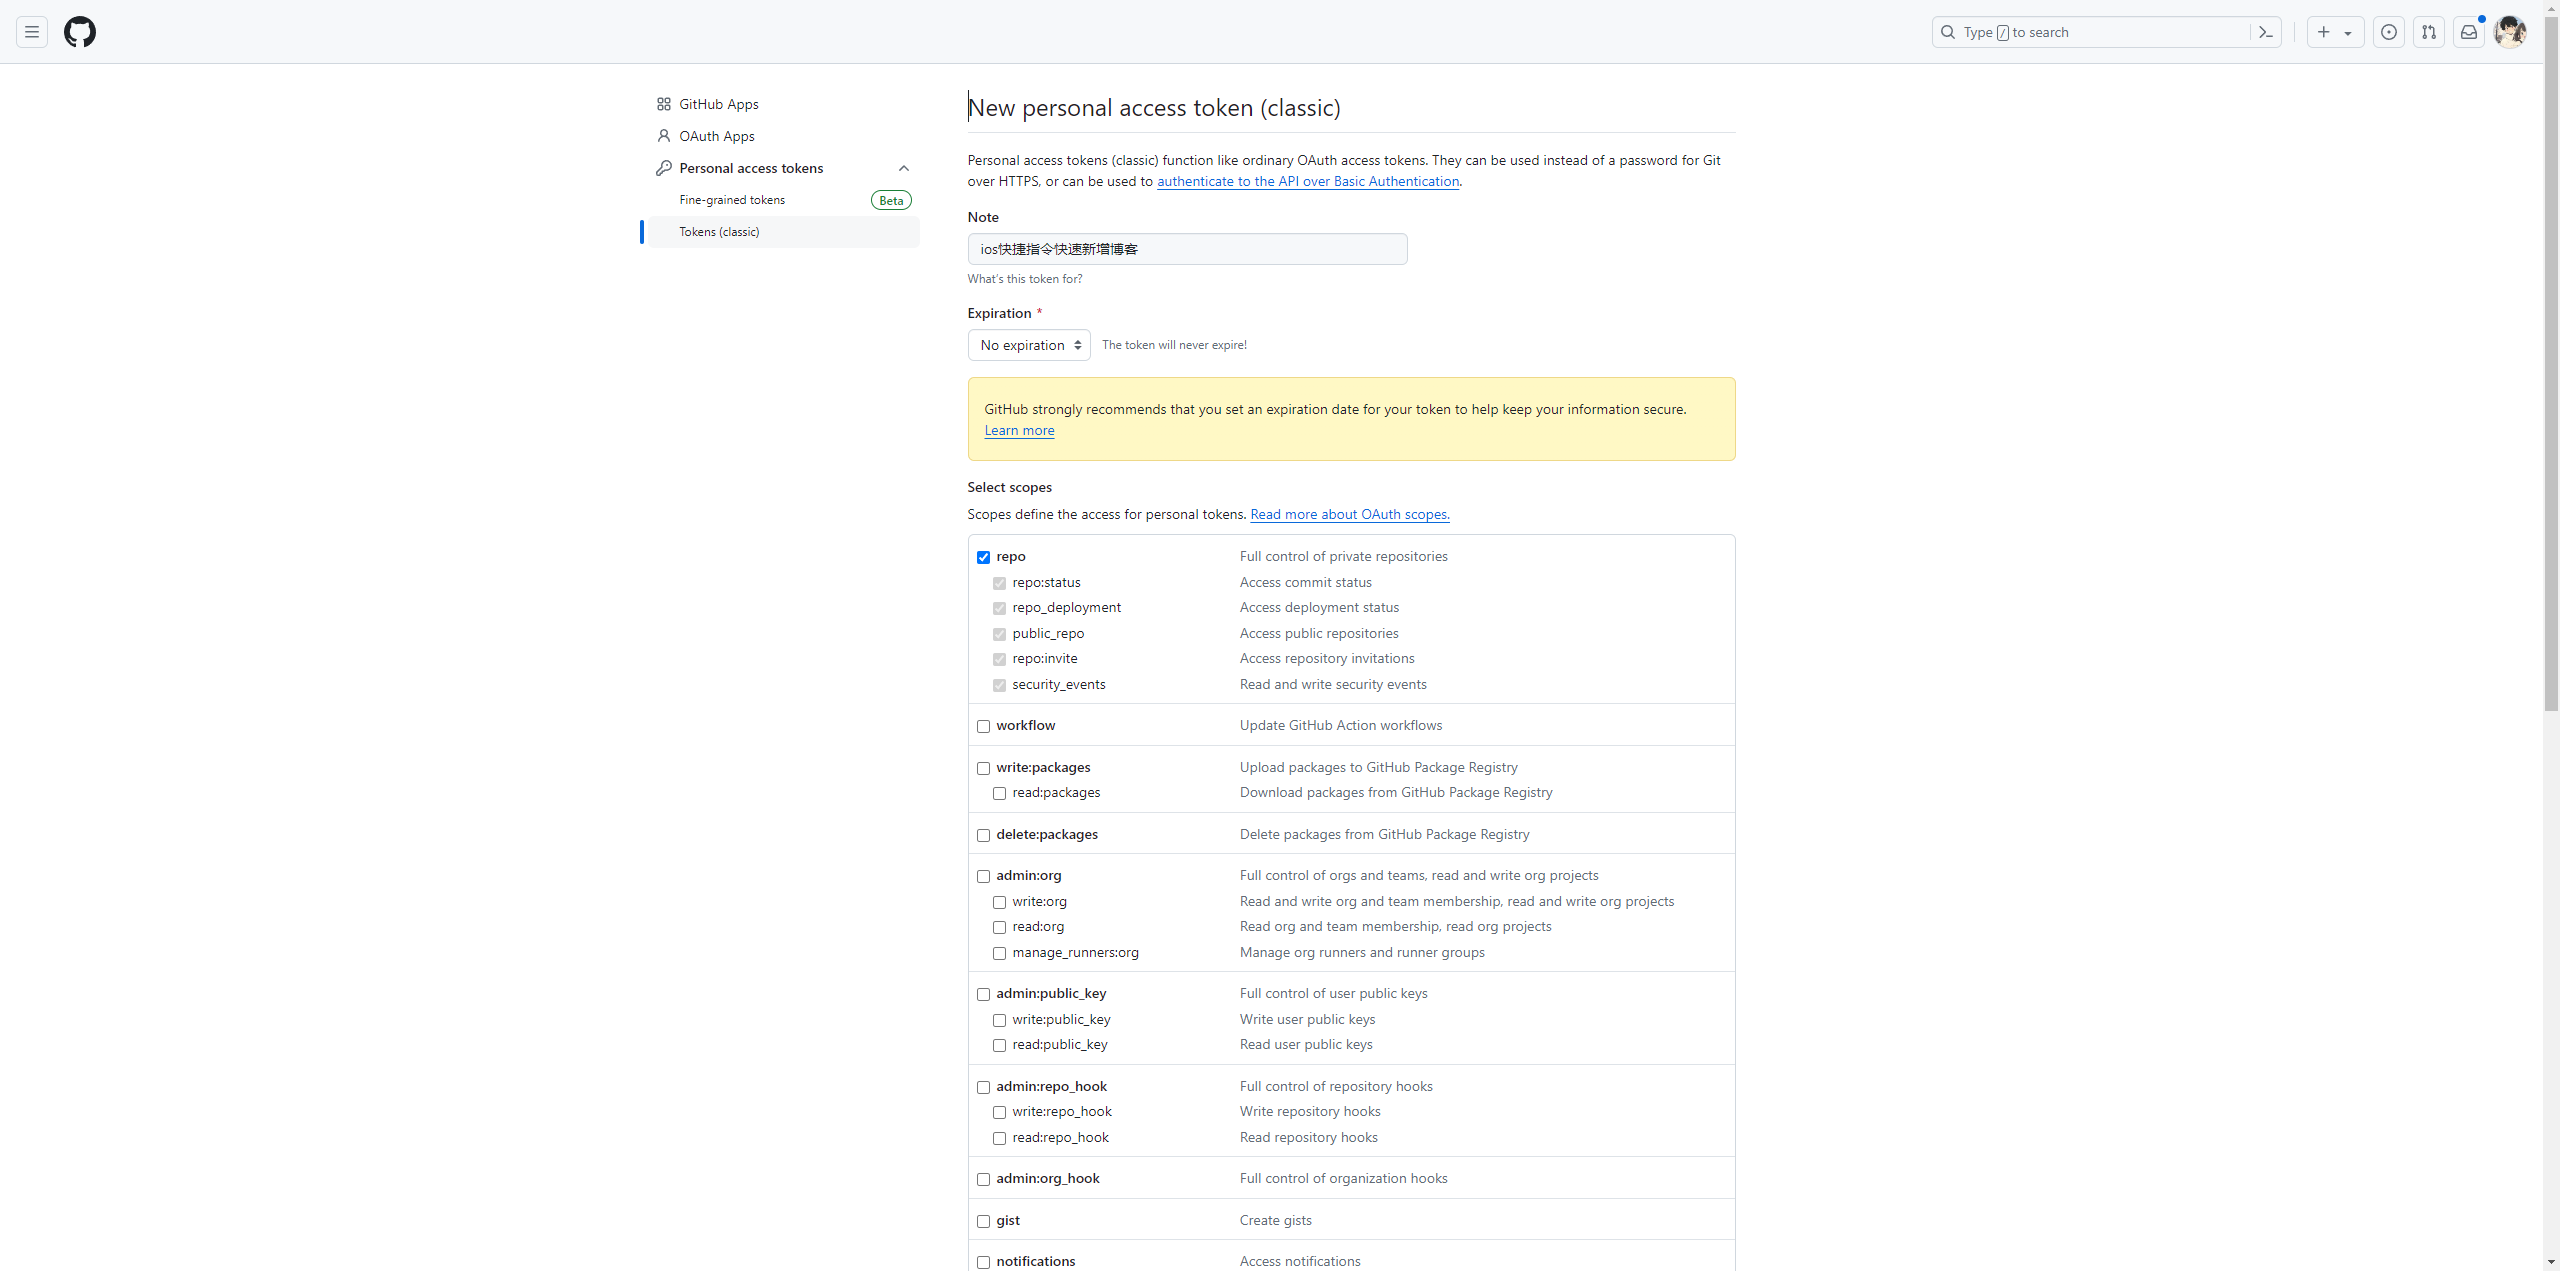 Type / to search
GitHub Apps
OAuth Apps
Personal access tokens
Fine-grained tokens Beta
Tokens (classic)
New personal access token (classic)
Personal access tokens (classic) function like ordinary OAuth access tokens. They can be used instead of a password for Git
over HTTPS, or can be used to authenticate to the API over Basic Authentication.
Note
ios快捷指令快速新增博客
What's this token for?
Expiration *
No expiration The token will never expire!
GitHub strongly recommends that you set an expiration date for your token to help keep your information secure.
Learn more
Select scopes
Scopes define the access for personal tokens. Read more about OAuth scopes.
repo Full control of private repositories
repo:status Access commit status
repo_deployment Access deployment status
public_repo Access public repositories
repo:invite Access repository invitations
security_events Read and write security events
workflow Update GitHub Action workflows
write:packages Upload packages to GitHub Package Registry
read:packages Download packages from GitHub Package Registry
delete:packages Delete packages from GitHub Package Registry
admin:org Full control of orgs and teams, read and write org projects
write:org Read and write org and team membership, read and write org projects
read:org Read org and team membership, read org projects
manage_runners:org Manage org runners and runner groups
admin:public_key Full control of user public keys
write:public_key Write user public keys
read:public_key Read user public keys
admin:repo_hook Full control of repository hooks
write:repo_hook Write repository hooks
read:repo_hook Read repository hooks
admin:org_hook Full control of organization hooks
gist Create gists
notifications Access notifications